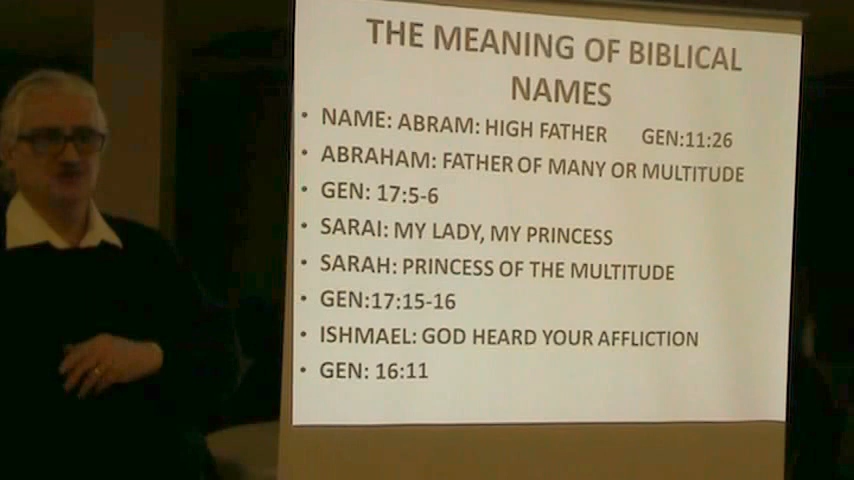 THE MEANING OF BIBLICAL
NAMES
• NAME: ABRAM: HIGH FATHER GEN:11:26
• ABRAHAM: FATHER OF MANY OR MULTITUDE
• GEN: 17:5-6
• SARAI: MY LADY, MY PRINCESS
• SARAH: PRINCESS OF THE MULTITUDE
• GEN:17:15-16
• ISHMAEL: GOD HEARD YOUR AFFLICTION
• GEN: 16:11